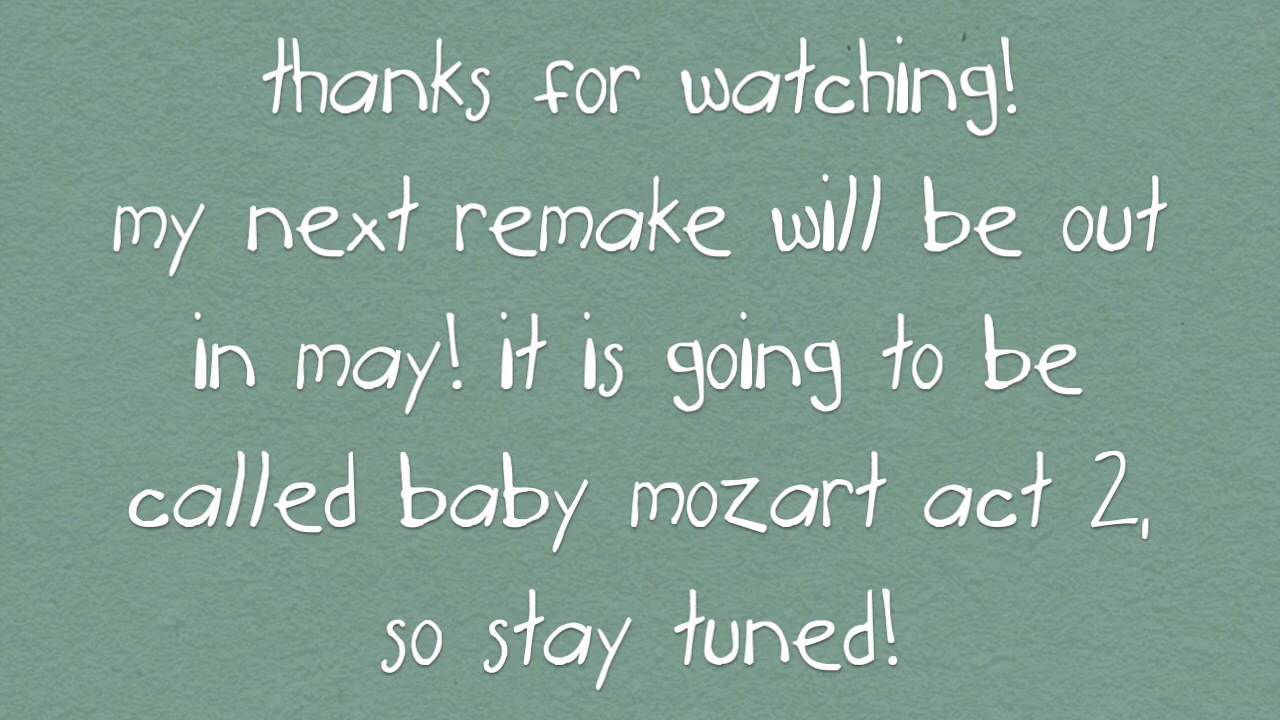 thanks for watching!
my next remake will be out
in may! it is going to be
called baby mozart act 2,
so stay tuned!